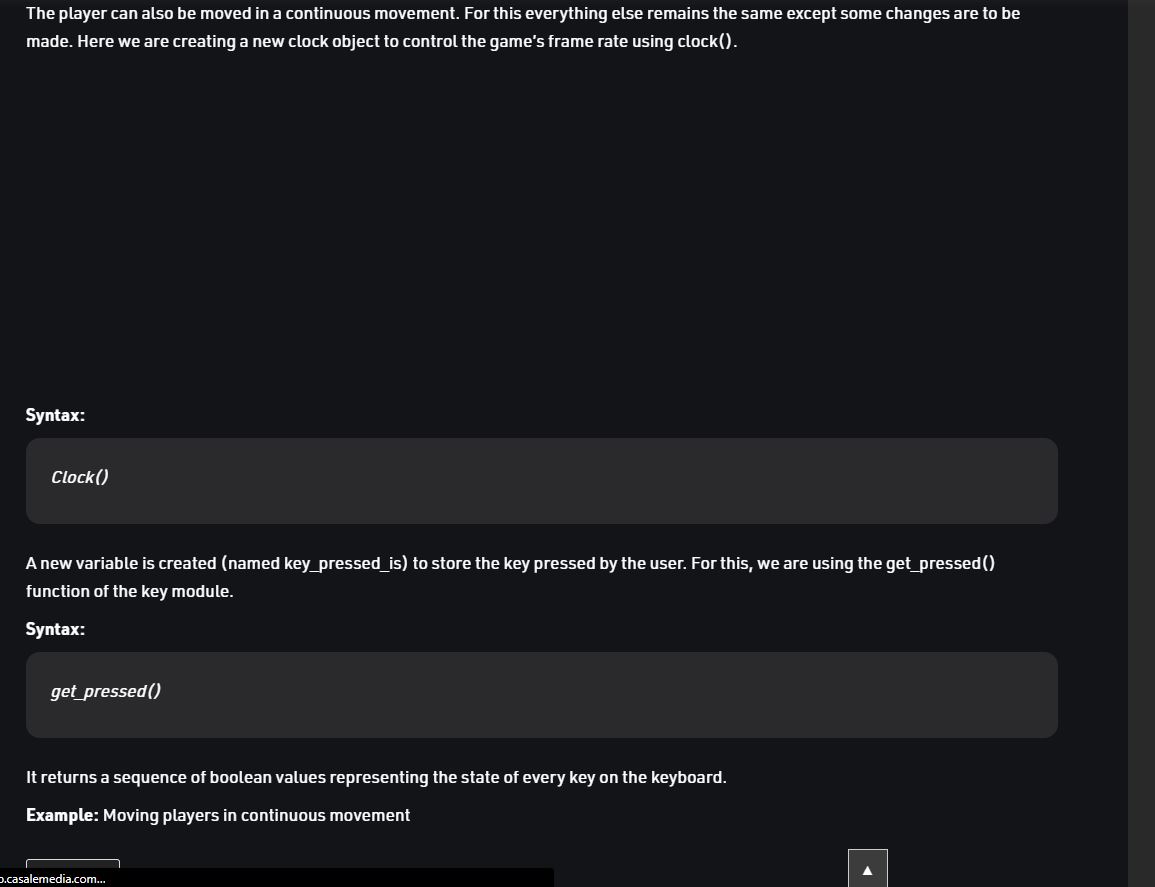 The player can also be moved in a continuous movement. For this everything else remains the same except some changes are to be
made. Here we are creating a new clock object to control the game's frame rate using clock().
Syntax:
Clock()
A new variable is created (named key_pressed_is) to store the key pressed by the user. For this, we are using the get_pressed()
function of the key module.
Syntax:
get_pressed()
It returns a sequence of boolean values representing the state of every key on the keyboard.
Example: Moving players in continuous movement
o.casalemedia.com...